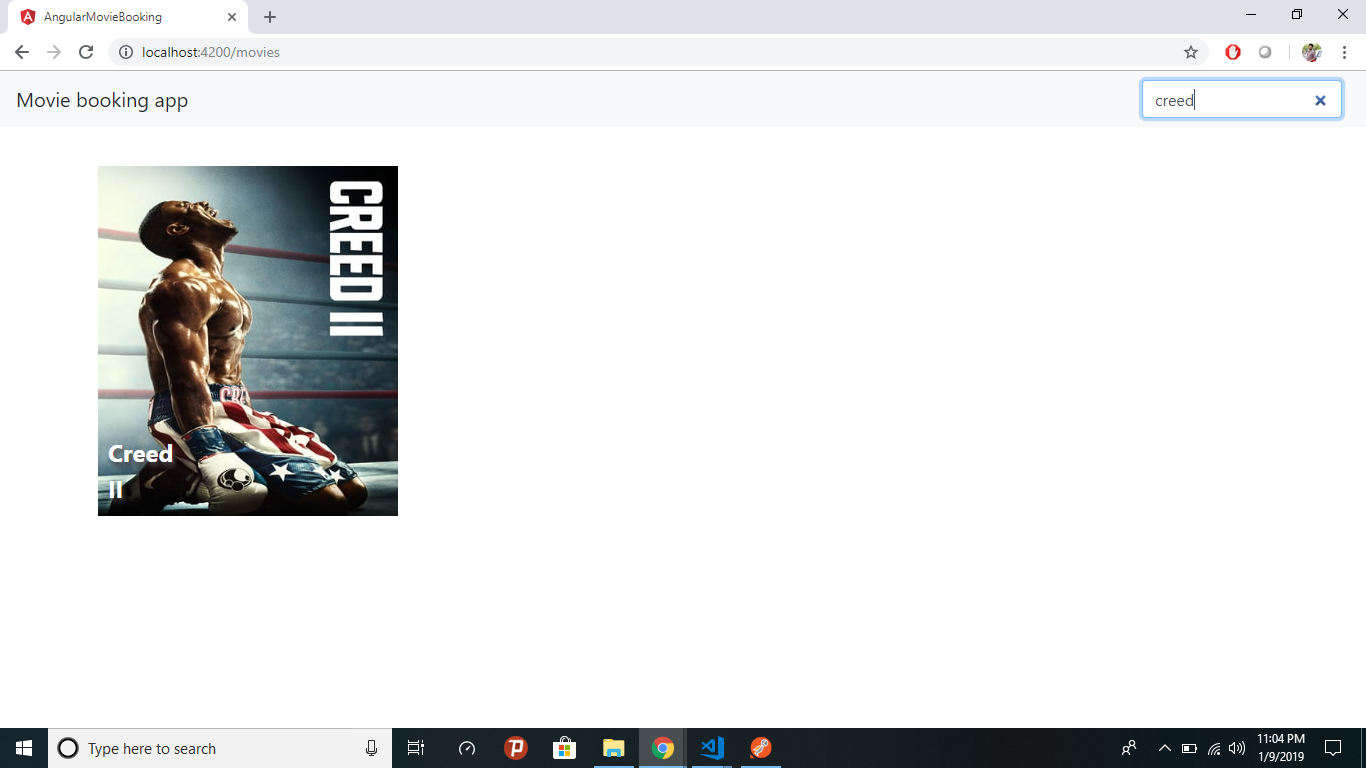 AngularMovieBooking
localhost:4200/movies
Movie booking app
creed
CREED II
CRE
Creed
II
Type here to search
11:04 PM
1/9/2019